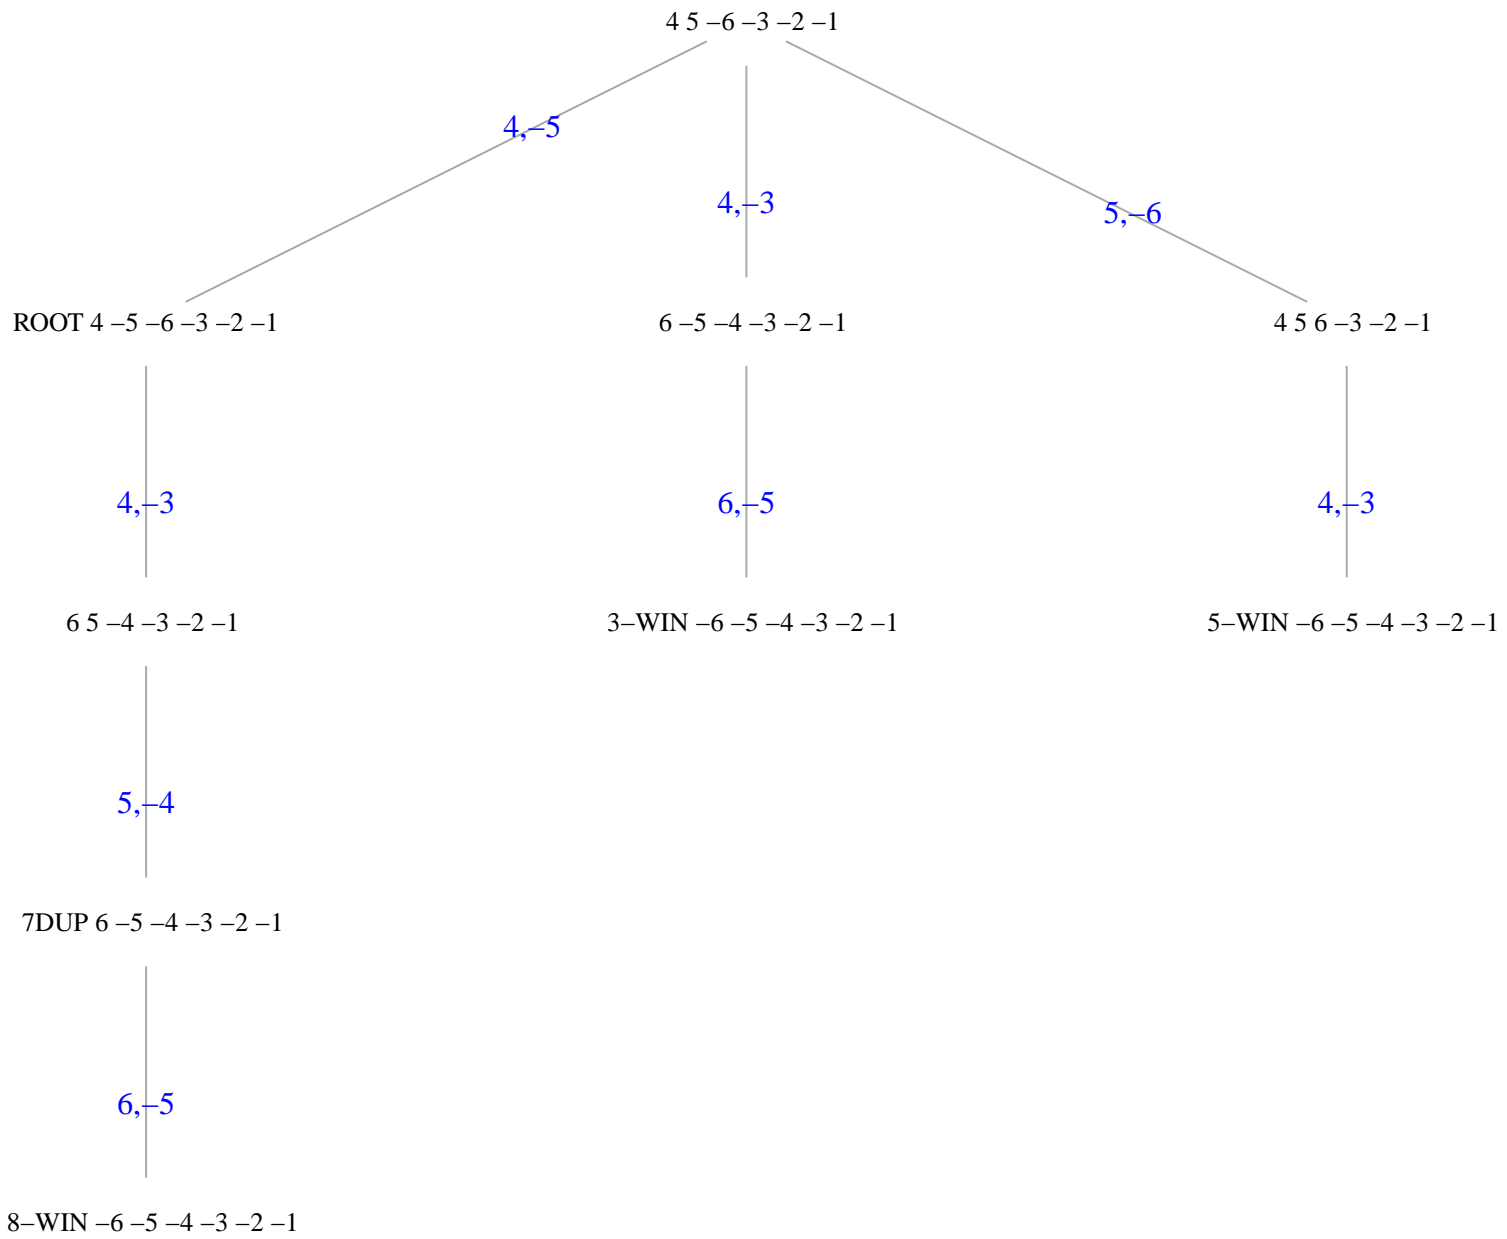 4 5 –6 –3 –2 –1
4,–5
4,–3
5,–6
ROOT 4 –5 –6 –3 –2 –1
6 –5 –4 –3 –2 –1
4 5 6 –3 –2 –1
4,–3
6,–5
4,–3
6 5 –4 –3 –2 –1
3–WIN –6 –5 –4 –3 –2 –1
5–WIN –6 –5 –4 –3 –2 –1
5,–4
7DUP 6 –5 –4 –3 –2 –1
6,–5
8–WIN –6 –5 –4 –3 –2 –1